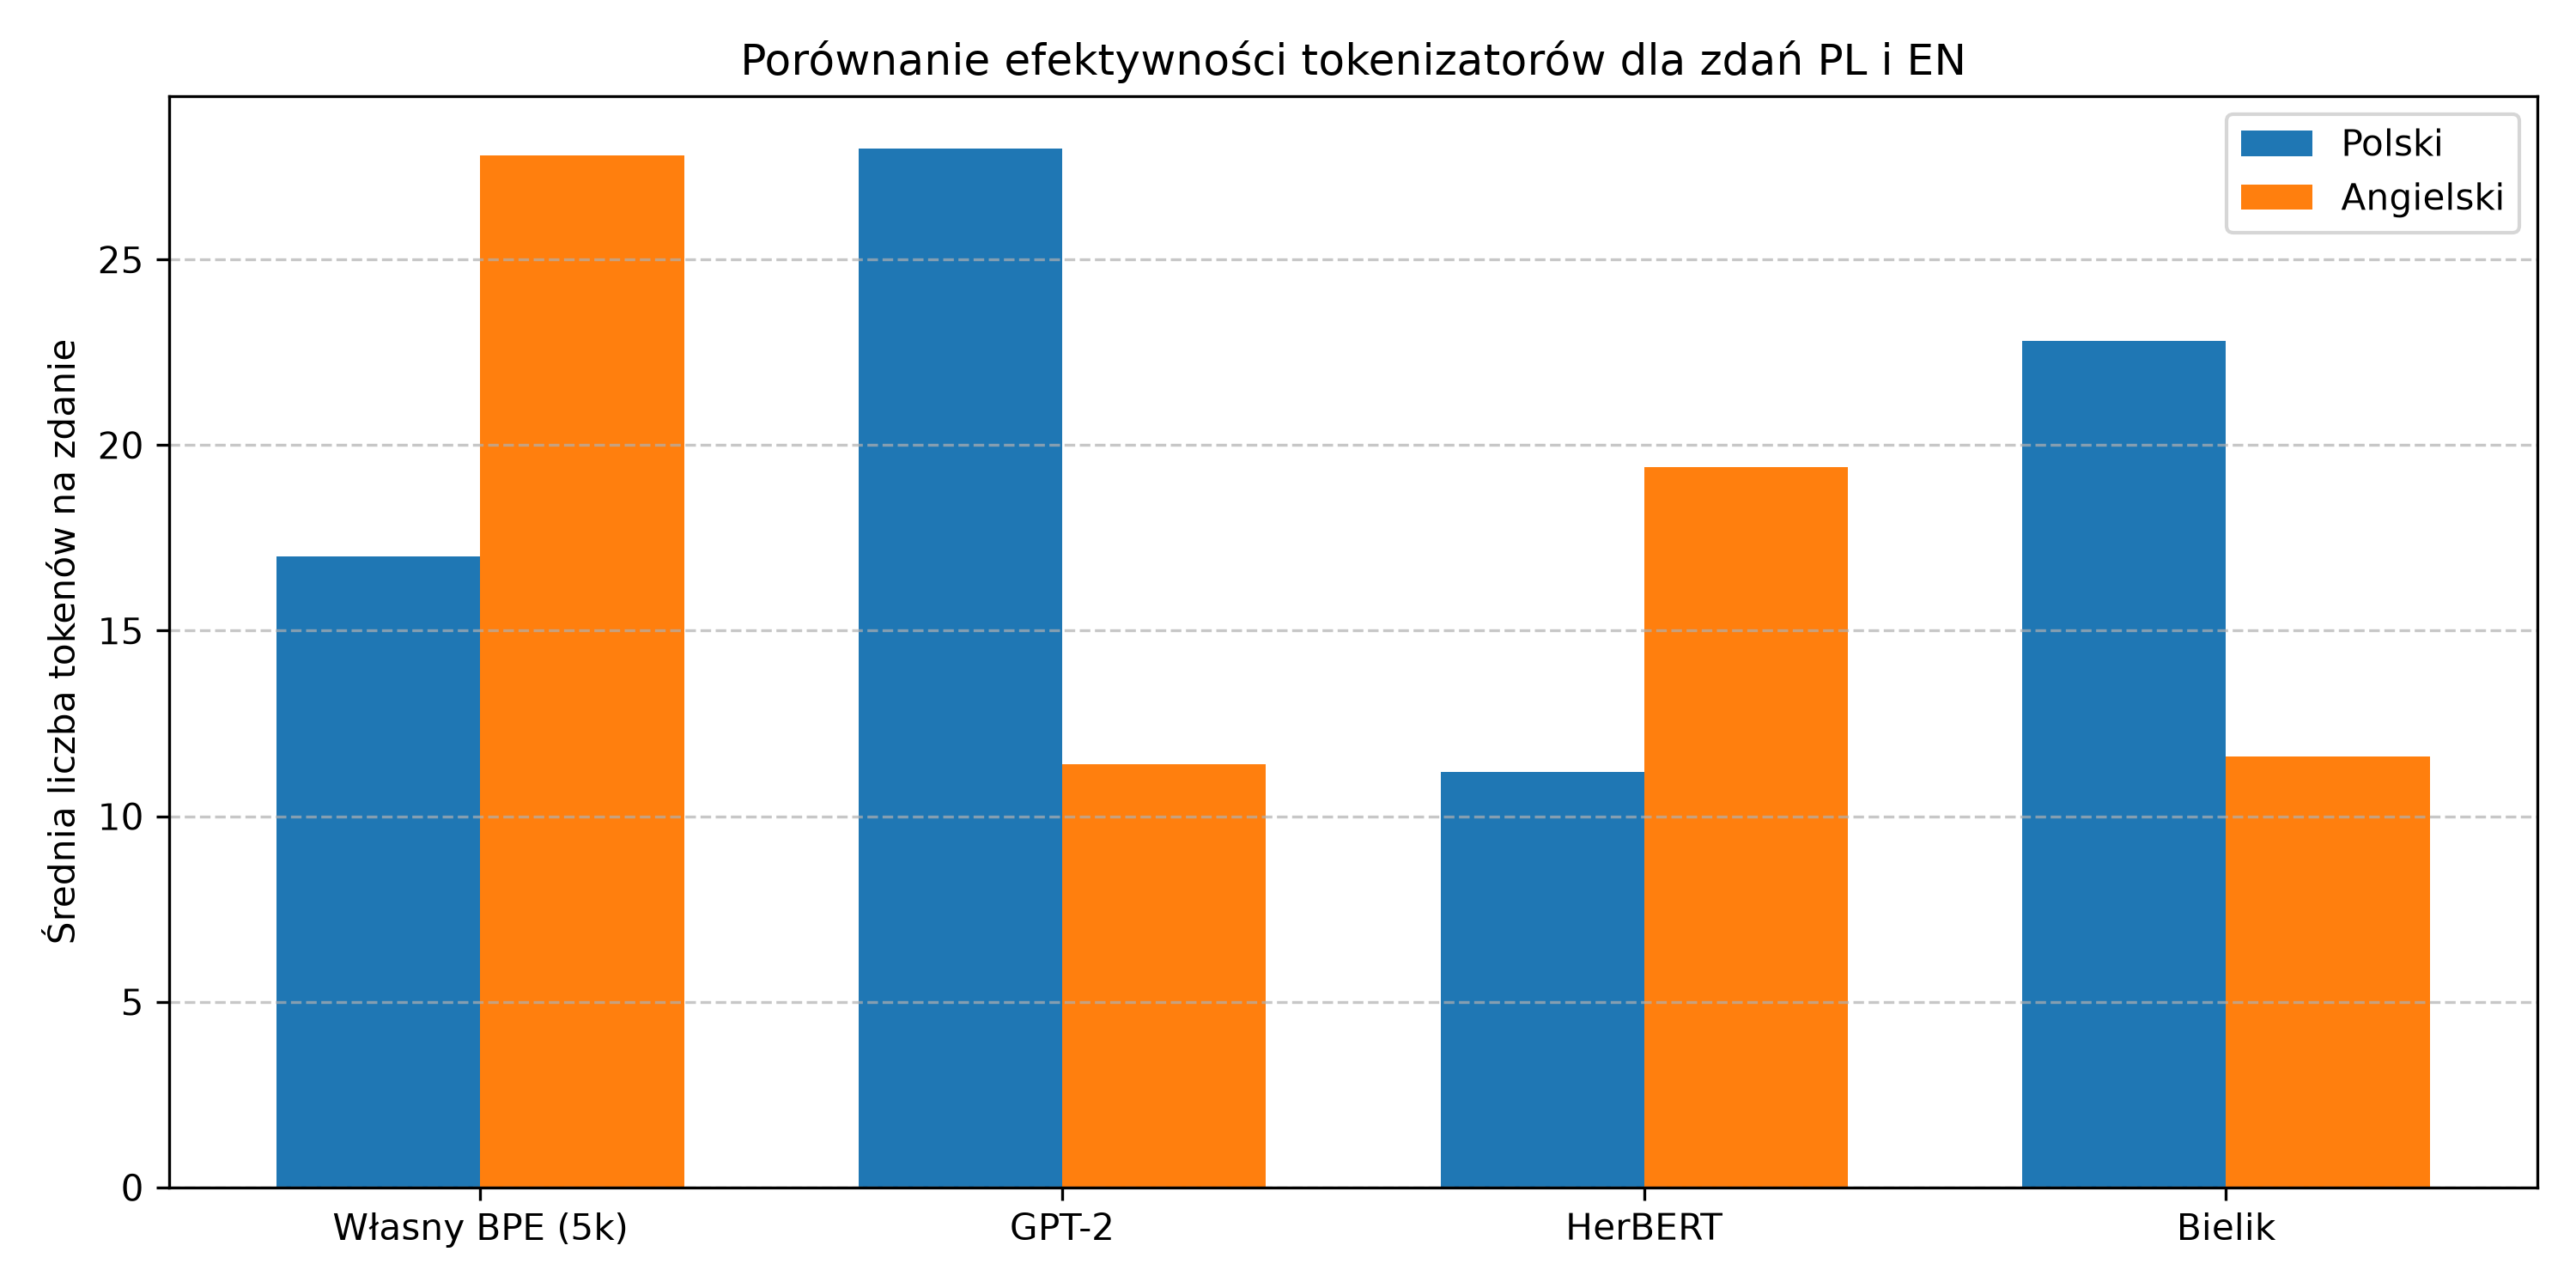 Porównanie efektywności tokenizatorów dla zdań PL i EN
Polski
Angielski
Średnia liczba tokenów na zdanie
25
20
15
10
5
0
Własny BPE (5k)
GPT-2
HerBERT
Bielik